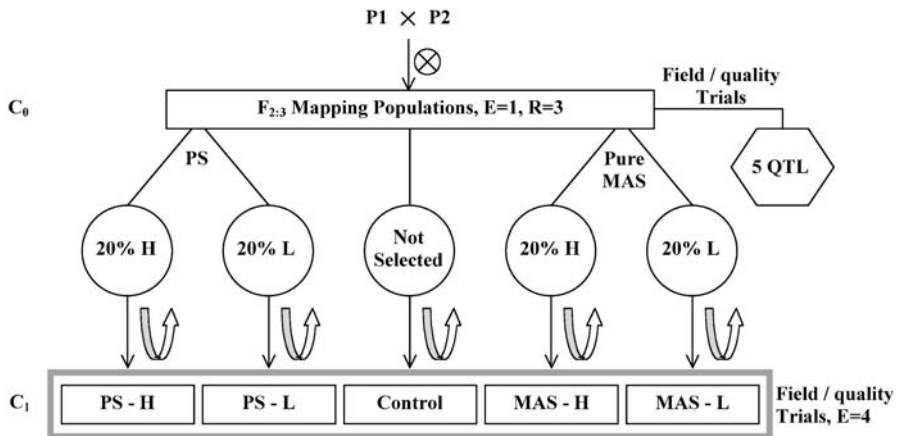 P1 × P2
Field / quality
Trials
C₀
F₂:₃ Mapping Populations, E=1, R=3
PS
Pure
MAS
5 QTL
20% H
20% L
Not
Selected
20% H
20% L
C₁
PS - H
PS - L
Control
MAS - H
MAS - L
Field / quality
Trials, E=4